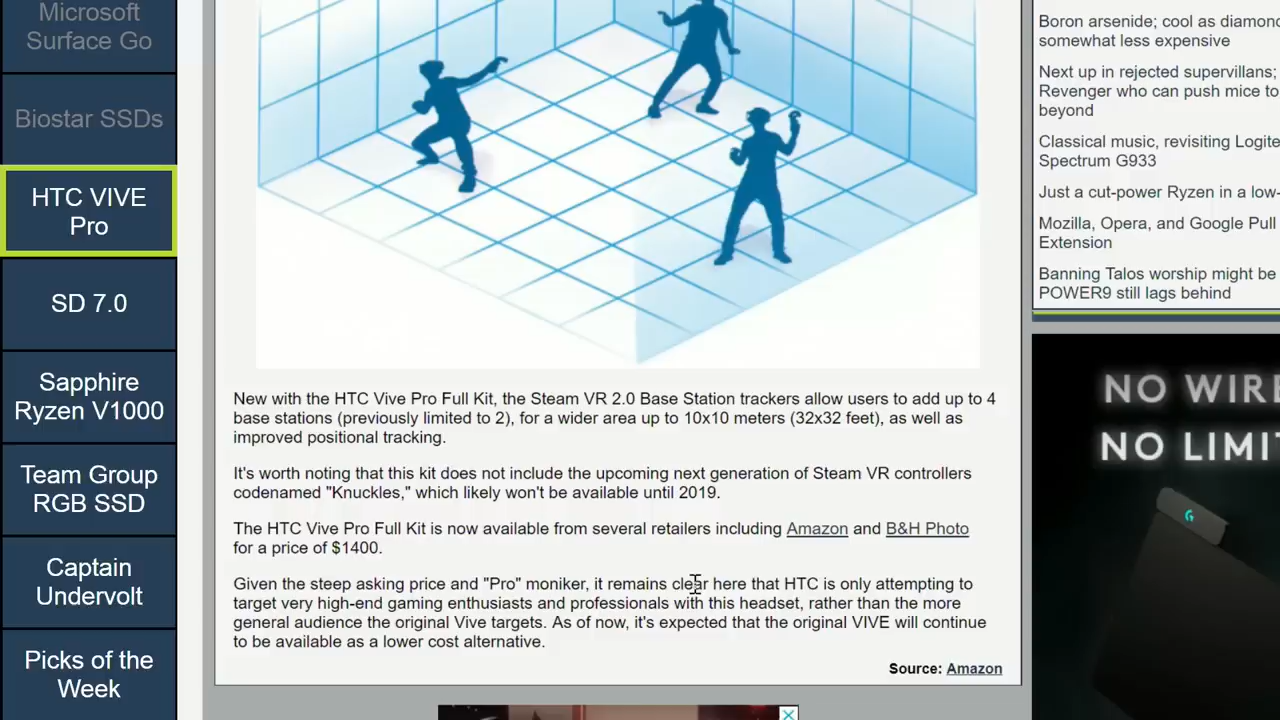 Microsoft
Surface Go
Biostar SSDs
HTC VIVE
Pro
SD 7.0
Sapphire
Ryzen V1000
Team Group
RGB SSD
Captain
Undervolt
Picks of the
Week
New with the HTC Vive Pro Full Kit, the Steam VR 2.0 Base Station trackers allow users to add up to 4
base stations (previously limited to 2), for a wider area up to 10x10 meters (32x32 feet), as well as
improved positional tracking.
It's worth noting that this kit does not include the upcoming next generation of Steam VR controllers
codenamed "Knuckles," which likely won't be available until 2019.
The HTC Vive Pro Full Kit is now available from several retailers including Amazon and B&H Photo
for a price of $1400.
Given the steep asking price and "Pro" moniker, it remains clear here that HTC is only attempting to
target very high-end gaming enthusiasts and professionals with this headset, rather than the more
general audience the original Vive targets. As of now, it's expected that the original VIVE will continue
to be available as a lower cost alternative.
Source: Amazon
Boron arsenide; cool as diamond
somewhat less expensive
Next up in rejected supervillans;
Revenger who can push mice to
beyond
Classical music, revisiting Logite
Spectrum G933
Just a cut-power Ryzen in a low-
Mozilla, Opera, and Google Pull
Extension
Banning Talos worship might be
POWER9 still lags behind
NO WIRE
NO LIMIT